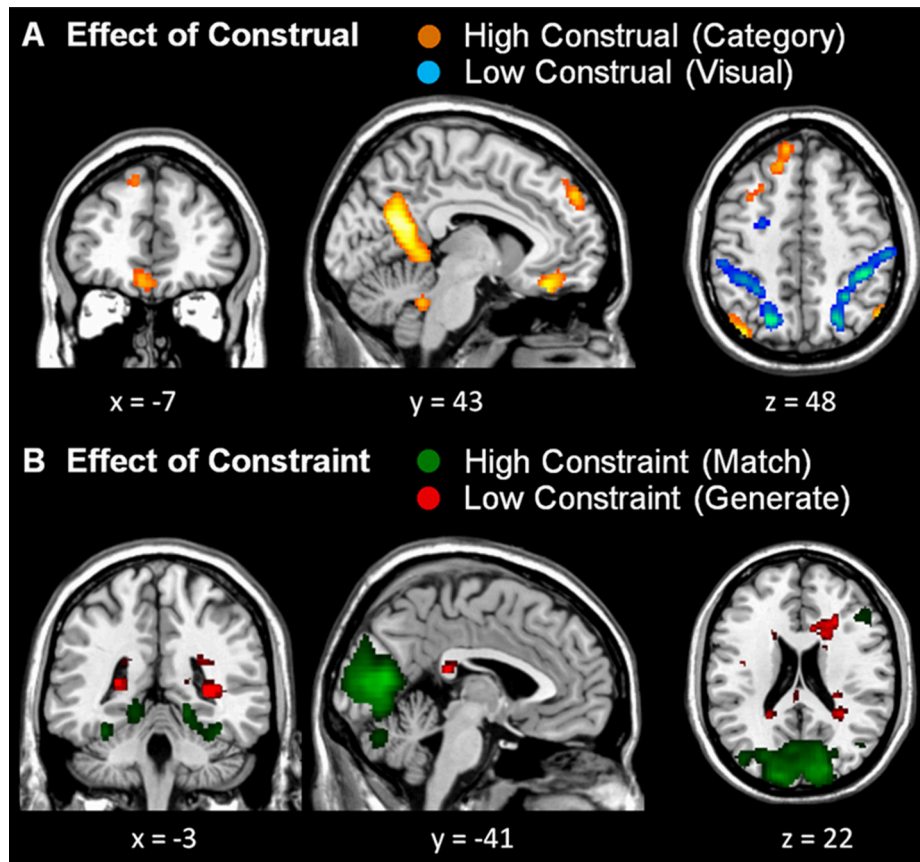 A Effect of Construal
High Construal (Category)
Low Construal (Visual)
x = -7
y = 43
z = 48
B Effect of Constraint
High Constraint (Match)
Low Constraint (Generate)
x = -3
y = -41
z = 22